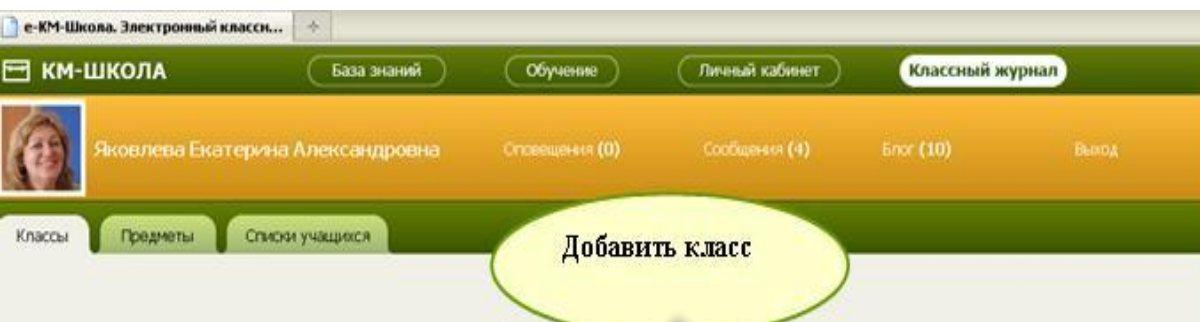 е-КМ-Школа. Электронный классн...
КМ-ШКОЛА База знаний Обучение Личный кабинет Классный журнал
Яковлева Екатерина Александровна Оповещения (0) Сообщения (4) Блог (10) Выход
Классы Предметы Списки учащихся
Добавить класс